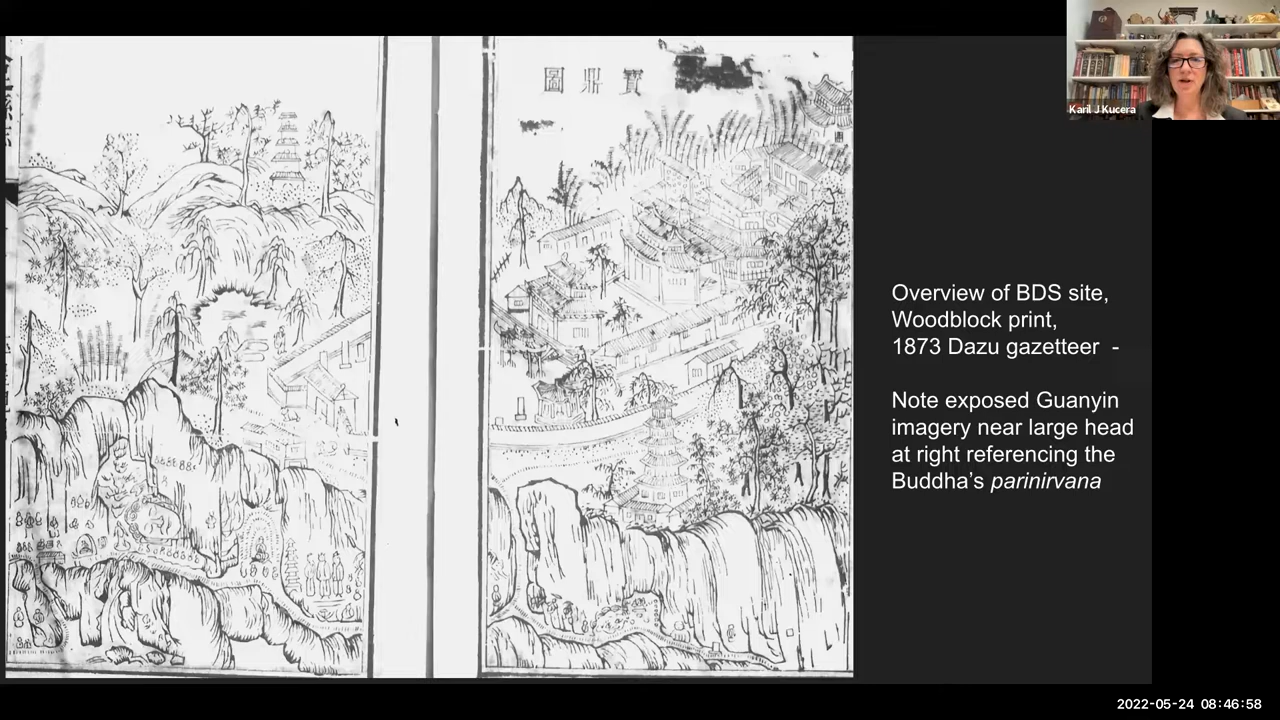 圖鼎寶
Karil J Kucera
Overview of BDS site,
Woodblock print,
1873 Dazu gazetteer -
Note exposed Guanyin
imagery near large head
at right referencing the
Buddha's parinirvana
2022-05-24 08:46:58